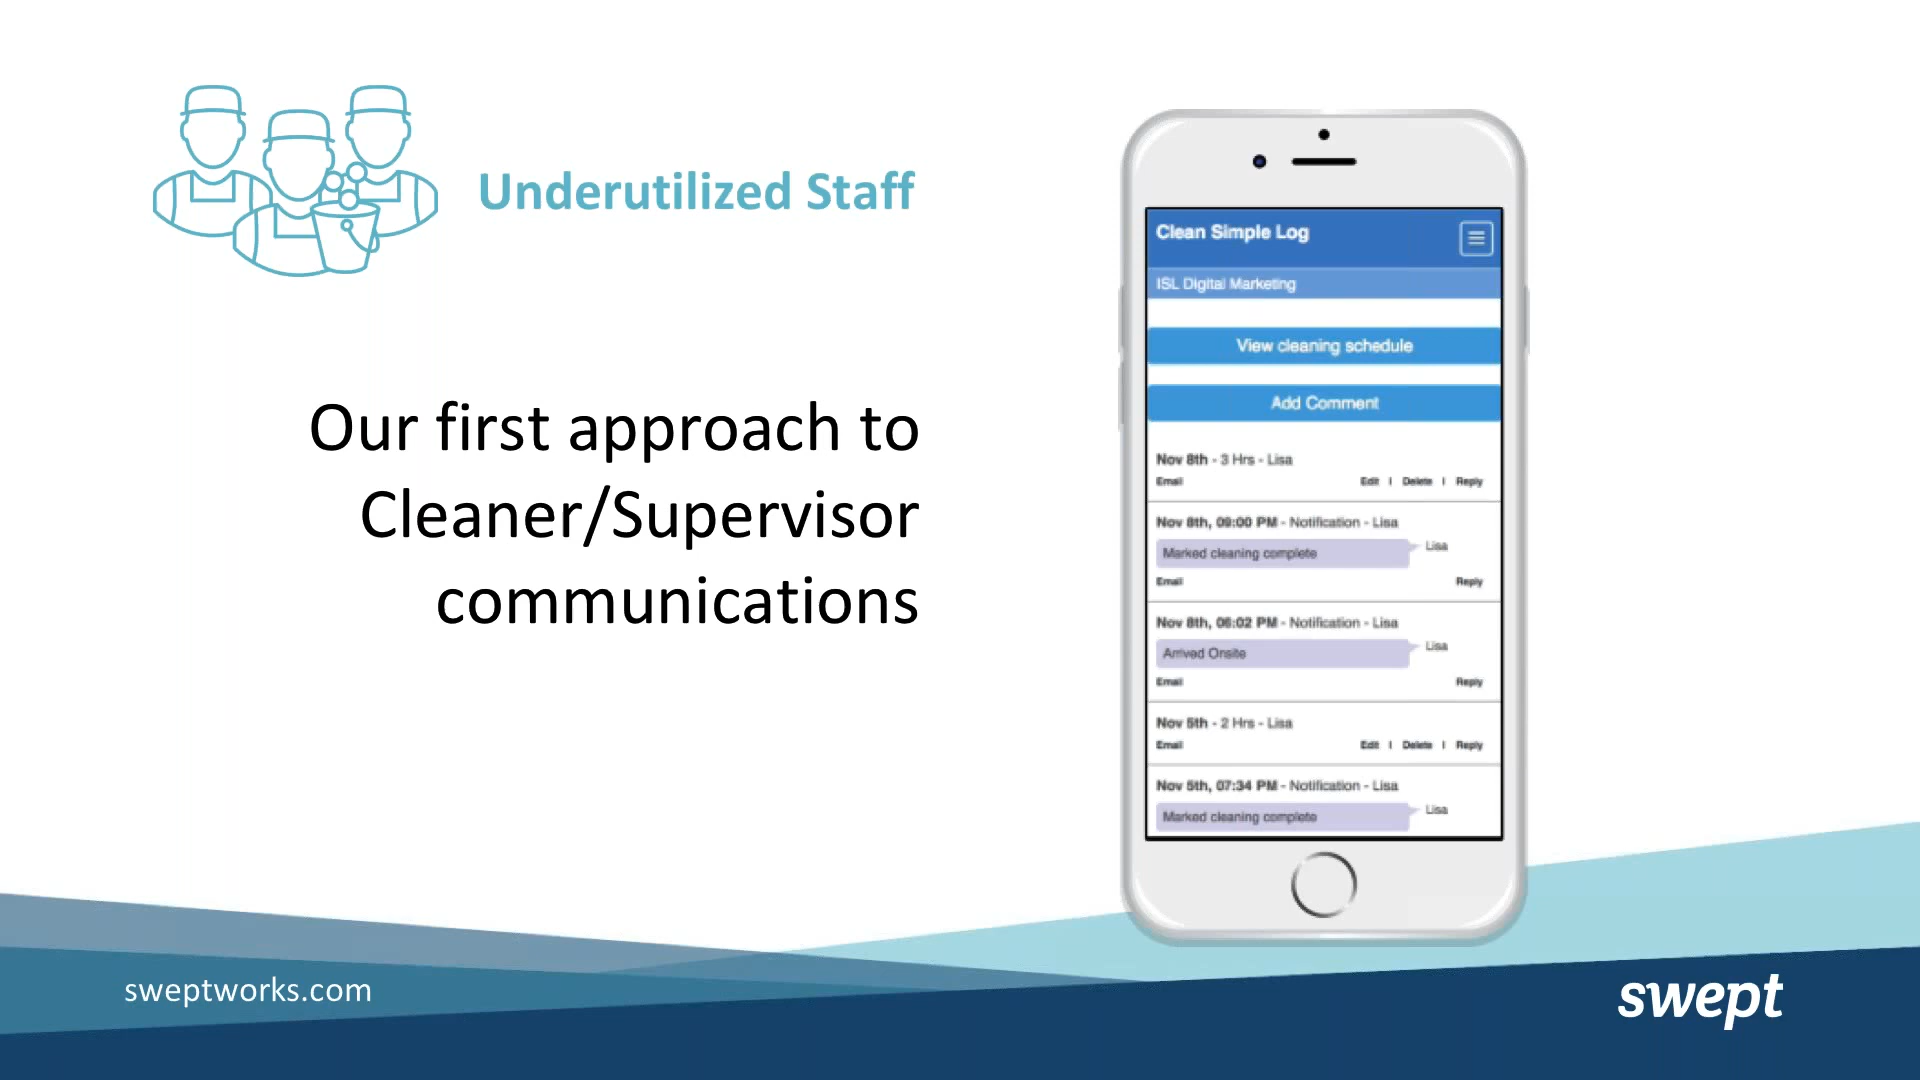 Underutilized Staff
Our first approach to
Cleaner/Supervisor
communications
Clean Simple Log
ISL Digital Marketing
View cleaning schedule
Add Comment
Nov 8th - 3 Hrs - Lisa
Email Edit | Delete | Reply
Nov 8th, 09:00 PM - Notification - Lisa
Marked cleaning complete Lisa
Email Reply
Nov 8th, 06:02 PM - Notification - Lisa
Arrived Onsite Lisa
Email Reply
Nov 5th - 2 Hrs - Lisa
Email Edit | Delete | Reply
Nov 5th, 07:34 PM - Notification - Lisa
Marked cleaning complete Lisa
sweptworks.com
swept